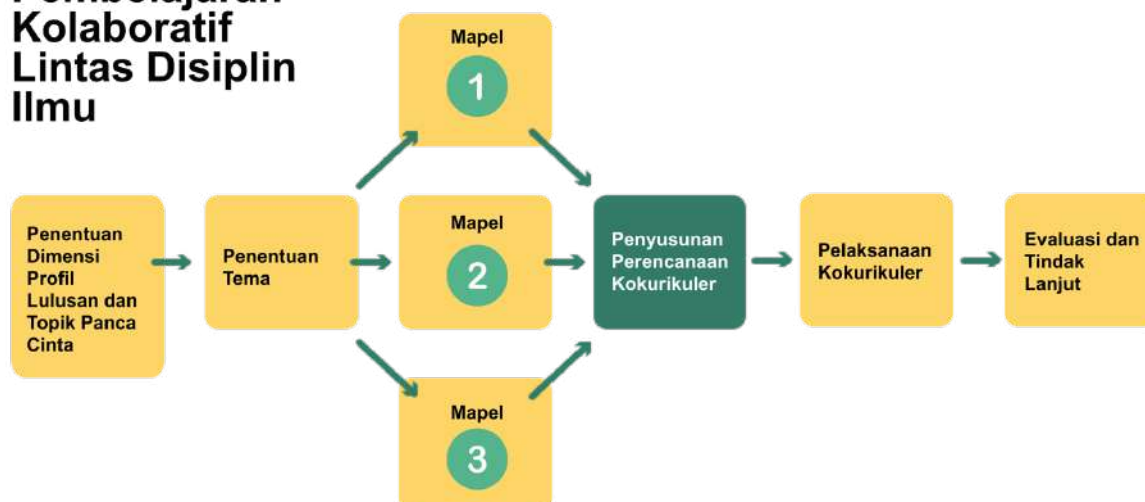 Pembelajaran
Kolaboratif
Lintas Disiplin
Ilmu
Mapel
1
Penentuan
Dimensi
Profil
Lulusan dan
Topik Panca
Cinta
Penentuan
Tema
Mapel
2
Penyusunan
Perencanaan
Kokurikuler
Pelaksanaan
Kokurikuler
Evaluasi dan
Tindak
Lanjut
Mapel
3